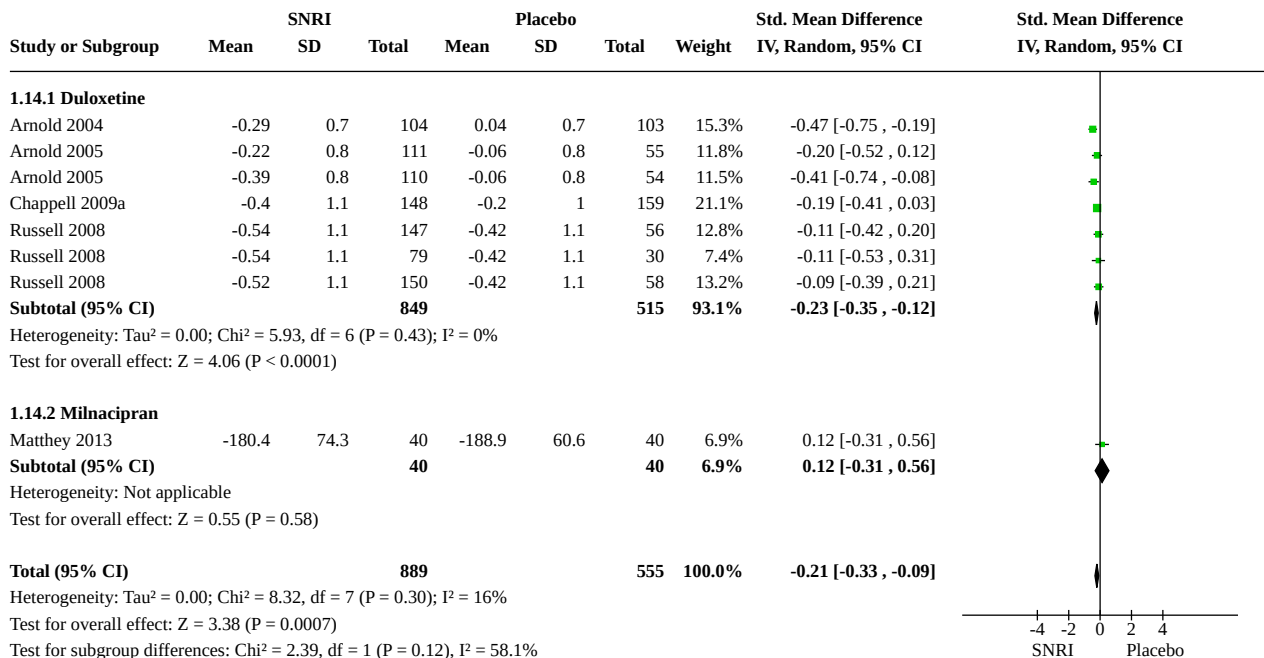 SNRI Placebo Std. Mean Difference Std. Mean Difference
Study or Subgroup Mean SD Total Mean SD Total Weight IV, Random, 95% CI IV, Random, 95% CI
1.14.1 Duloxetine
Arnold 2004 -0.29 0.7 104 0.04 0.7 103 15.3% -0.47 [-0.75 , -0.19]
Arnold 2005 -0.22 0.8 111 -0.06 0.8 55 11.8% -0.20 [-0.52 , 0.12]
Arnold 2005 -0.39 0.8 110 -0.06 0.8 54 11.5% -0.41 [-0.74 , -0.08]
Chappell 2009a -0.4 1.1 148 -0.2 1 159 21.1% -0.19 [-0.41 , 0.03]
Russell 2008 -0.54 1.1 147 -0.42 1.1 56 12.8% -0.11 [-0.42 , 0.20]
Russell 2008 -0.54 1.1 79 -0.42 1.1 30 7.4% -0.11 [-0.53 , 0.31]
Russell 2008 -0.52 1.1 150 -0.42 1.1 58 13.2% -0.09 [-0.39 , 0.21]
Subtotal (95% CI) 849 515 93.1% -0.23 [-0.35 , -0.12]
Heterogeneity: Tau² = 0.00; Chi² = 5.93, df = 6 (P = 0.43); I² = 0%
Test for overall effect: Z = 4.06 (P < 0.0001)
1.14.2 Milnacipran
Matthey 2013 -180.4 74.3 40 -188.9 60.6 40 6.9% 0.12 [-0.31 , 0.56]
Subtotal (95% CI) 40 40 6.9% 0.12 [-0.31 , 0.56]
Heterogeneity: Not applicable
Test for overall effect: Z = 0.55 (P = 0.58)
Total (95% CI) 889 555 100.0% -0.21 [-0.33 , -0.09]
Heterogeneity: Tau² = 0.00; Chi² = 8.32, df = 7 (P = 0.30); I² = 16%
Test for overall effect: Z = 3.38 (P = 0.0007)
-4 -2 0 2 4
Test for subgroup differences: Chi² = 2.39, df = 1 (P = 0.12), I² = 58.1%
SNRI Placebo